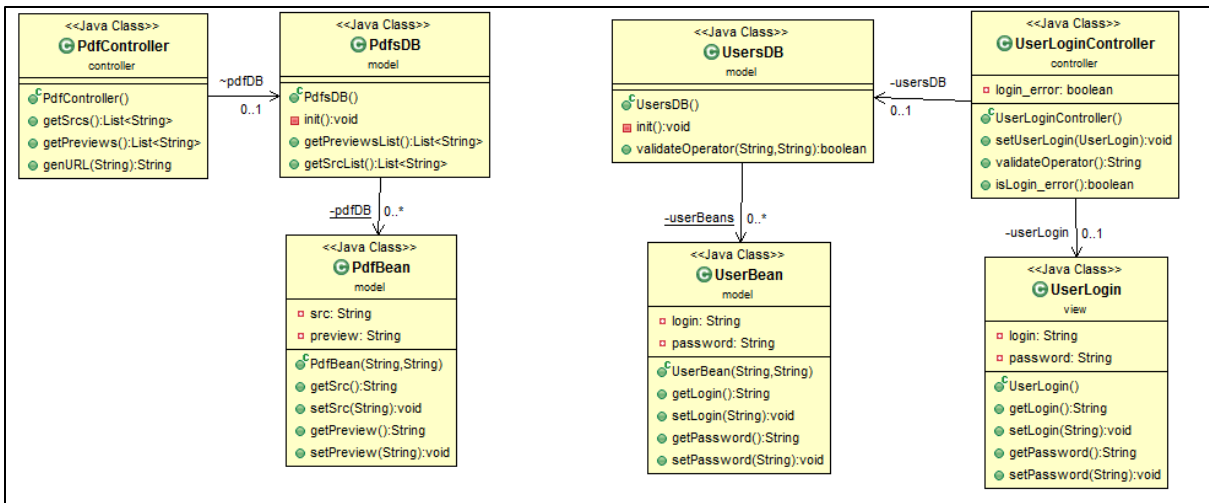 <<Java Class>>
PdfController
controller
PdfController()
getSrcs():List<String>
getPreviews():List<String>
genURL(String):String
~pdfDB
0..1
<<Java Class>>
PdfsDB
model
PdfsDB()
init():void
getPreviewsList():List<String>
getSrcList():List<String>
-pdfDB 0..*
<<Java Class>>
PdfBean
model
src: String
preview: String
PdfBean(String,String)
getSrc():String
setSrc(String):void
getPreview():String
setPreview(String):void
<<Java Class>>
UsersDB
model
UsersDB()
init():void
validateOperator(String,String):boolean
-userBeans 0..*
<<Java Class>>
UserBean
model
login: String
password: String
UserBean(String,String)
getLogin():String
setLogin(String):void
getPassword():String
setPassword(String):void
-usersDB
0..1
<<Java Class>>
UserLoginController
controller
login_error: boolean
UserLoginController()
setUserLogin(UserLogin):void
validateOperator():String
isLogin_error():boolean
-userLogin 0..1
<<Java Class>>
UserLogin
view
login: String
password: String
UserLogin()
getLogin():String
setLogin(String):void
getPassword():String
setPassword(String):void